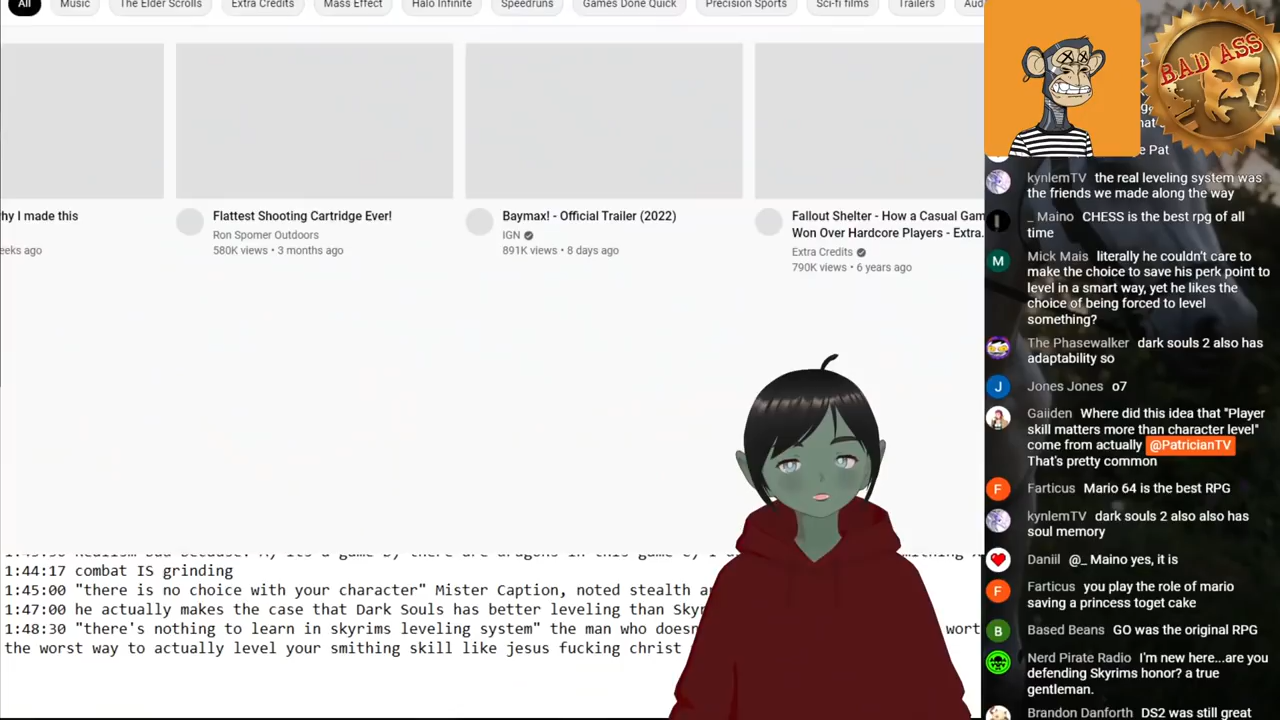 All Music The Elder Scrolls Extra Credits Mass Effect Halo Infinite Speedruns Games Done Quick Precision Sports Sci-fi films Trailers Aud
hy I made this
eeks ago
Flattest Shooting Cartridge Ever!
Ron Spomer Outdoors
580K views • 3 months ago
Baymax! - Official Trailer (2022)
IGN
891K views • 8 days ago
Fallout Shelter - How a Casual Gam
Won Over Hardcore Players - Extra...
Extra Credits
790K views • 6 years ago
1:44:17 combat IS grinding
1:45:00 "there is no choice with your character" Mister Caption, noted stealth a
1:47:00 he actually makes the case that Dark Souls has better leveling than Sky
1:48:30 "there's nothing to learn in skyrims leveling system" the man who does wort
the worst way to actually level your smithing skill like jesus fucking christ
BAD ASS
e Pat
kynlemTV the real leveling system was
the friends we made along the
way
_ Maino CHESS is the best rpg of all
time
Mick Mais literally he couldn't care to
make the choice to save his perk point to
level in a smart way, yet he likes the
choice of being forced to level
something?
The Phasewalker dark souls 2 also has
adaptability so
Jones Jones o7
Gaiiden Where did this idea that "Player
skill matters more than character level"
come from actually @PatricianTV
That's pretty common
Farticus Mario 64 is the best RPG
kynlemTV dark souls 2 also also has
soul memory
Daniil @_ Maino yes, it is
Farticus you play the role of mario
saving a princess toget cake
Based Beans GO was the original RPG
Nerd Pirate Radio I'm new here...are you
defending Skyrims honor? a true
gentleman.
Brandon Danforth DS2 was still great